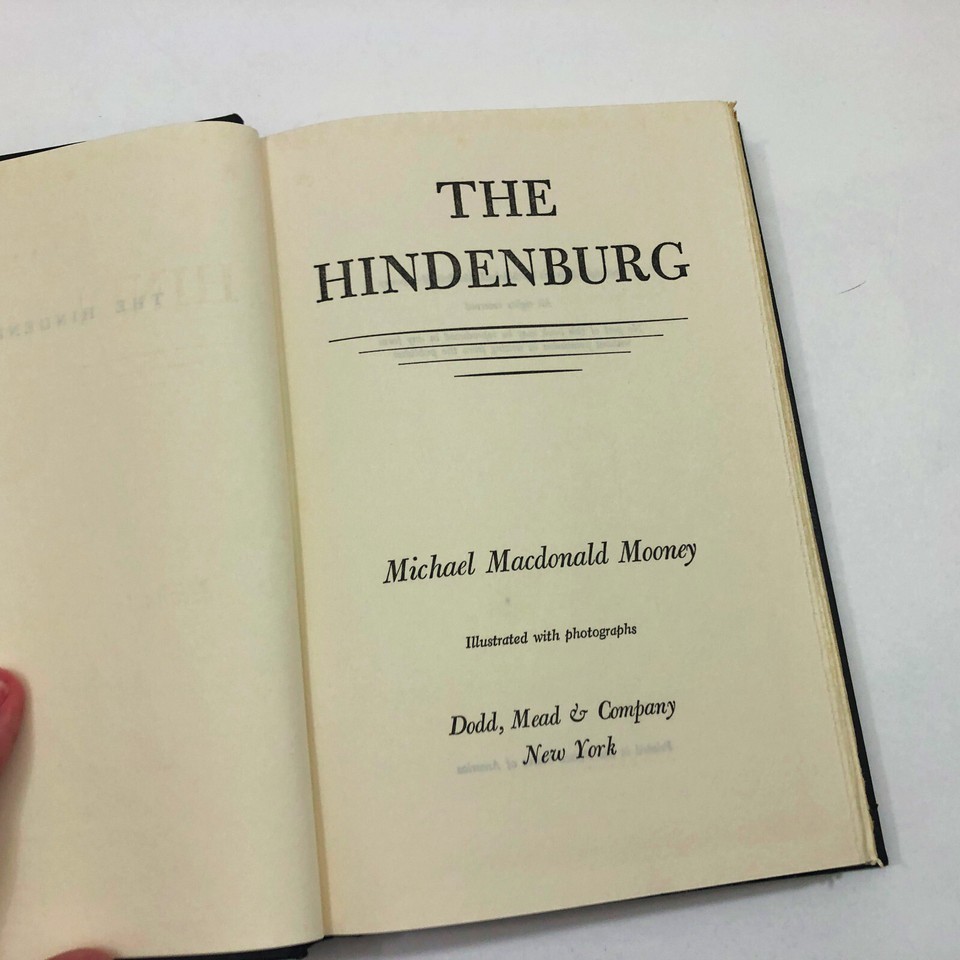 THE
HINDENBURG
Michael Macdonald Mooney
Illustrated with photographs
Dodd, Mead & Company
New York